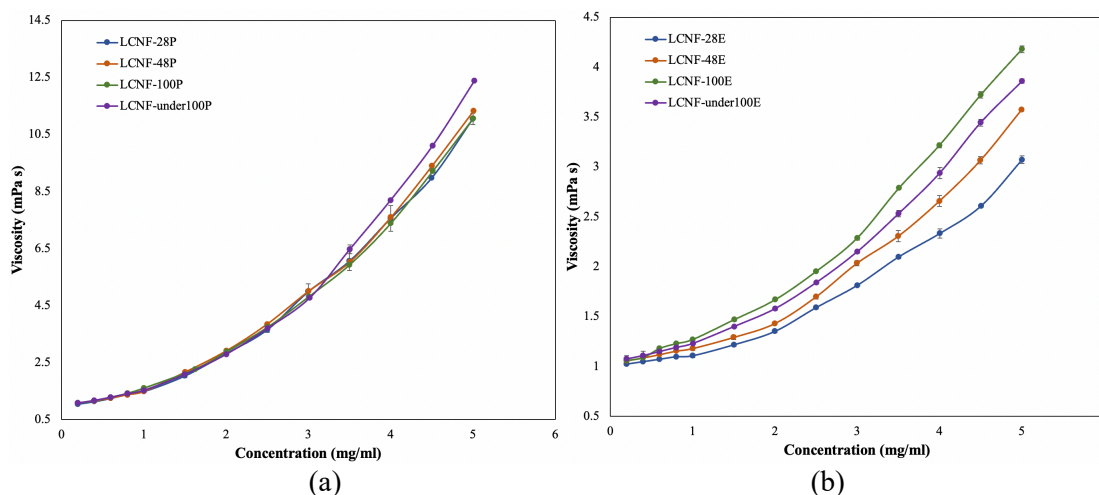 14.5
12.5
10.5
8.5
6.5
4.5
2.5
0.5
Viscosity (mPa s)
LCNF-28P
LCNF-48P
LCNF-100P
LCNF-under100P
0 1 2 3 4 5 6
Concentration (mg/ml)
(a)
4.5
4
3.5
3
2.5
2
1.5
1
0.5
Viscosity (mPa s)
LCNF-28E
LCNF-48E
LCNF-100E
LCNF-under100E
0 1 2 3 4 5 6
Concentration (mg/ml)
(b)